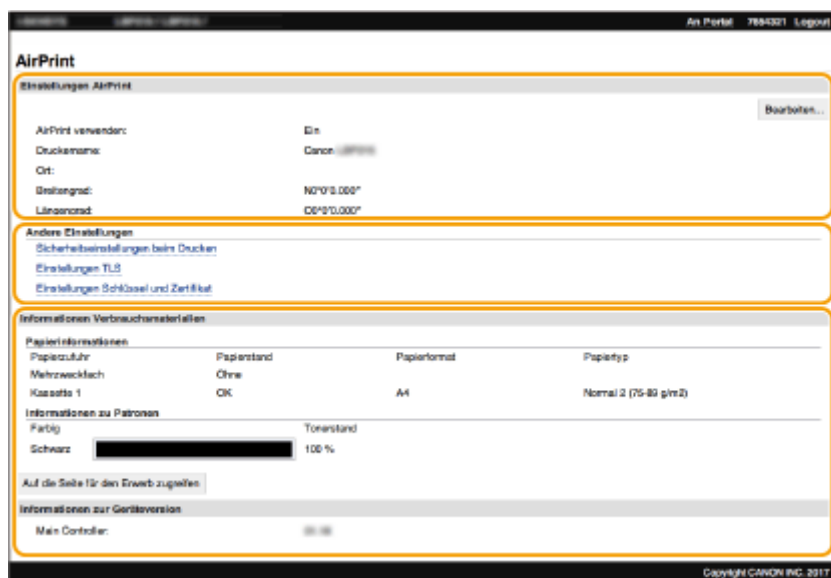 An Portal 7654321 Logout
AirPrint
Einstellungen AirPrint
Bearbeiten...
AirPrint verwenden: Ein
Druckername: Canon
Ort:
Breitengrad: N0°0'0.000"
Längengrad: O0°0'0.000"
Andere Einstellungen
Sicherheitseinstellungen beim Drucken
Einstellungen TLS
Einstellungen Schlüssel und Zertifikat
Informationen Verbrauchsmaterialien
Papierinformationen
Papierzufuhr Papierstand Papierformat Papiertyp
Mehrzweckfach Ohne
Kassette 1 OK A4 Normal 2 (75-89 g/m2)
Informationen zu Patronen
Farbig Tonerstand
Schwarz 100 %
Auf die Seite für den Erwerb zugreifen
Informationen zur Geräteversion
Main Controller:
Copyright CANON INC. 2017